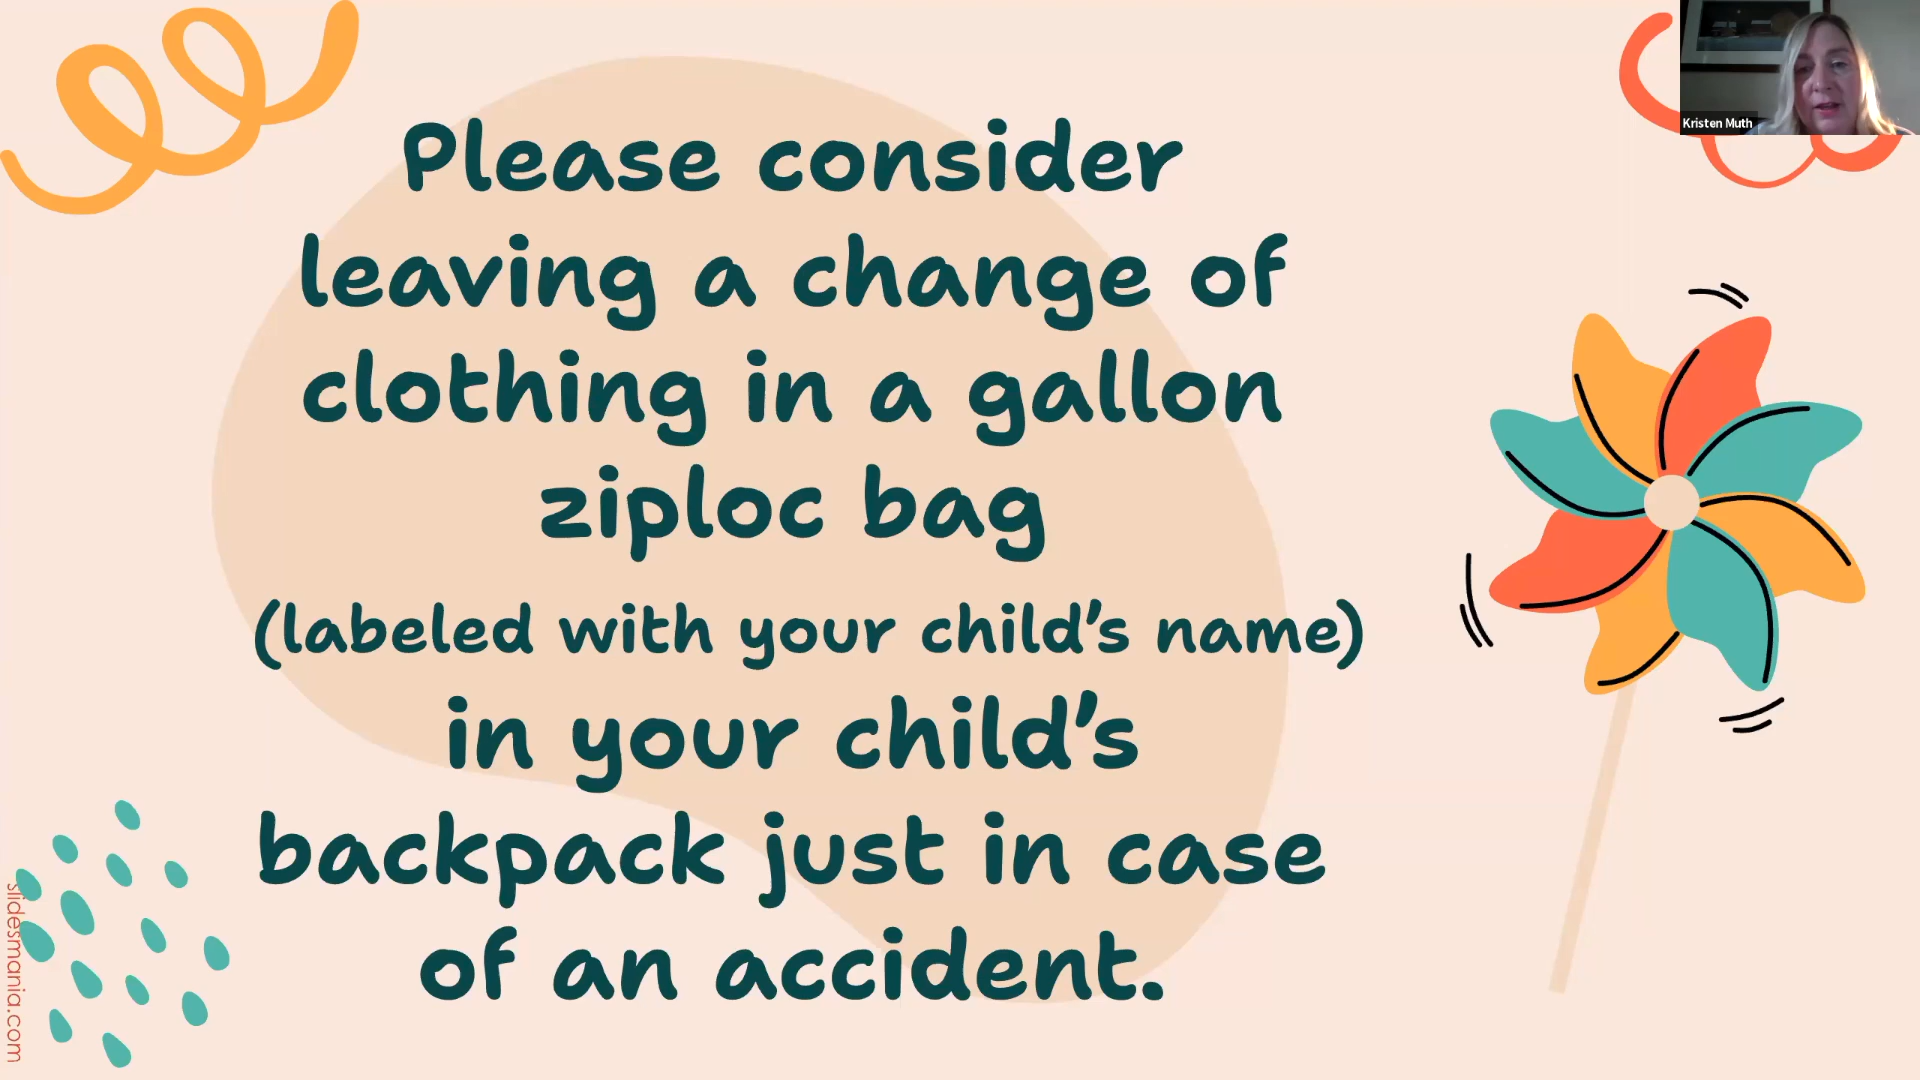 Please consider
leaving a change of
clothing in a gallon
ziploc bag
(labeled with your child's name)
in your child's
backpack just in case
of an accident.
Kristen Muth
slidesmania.com